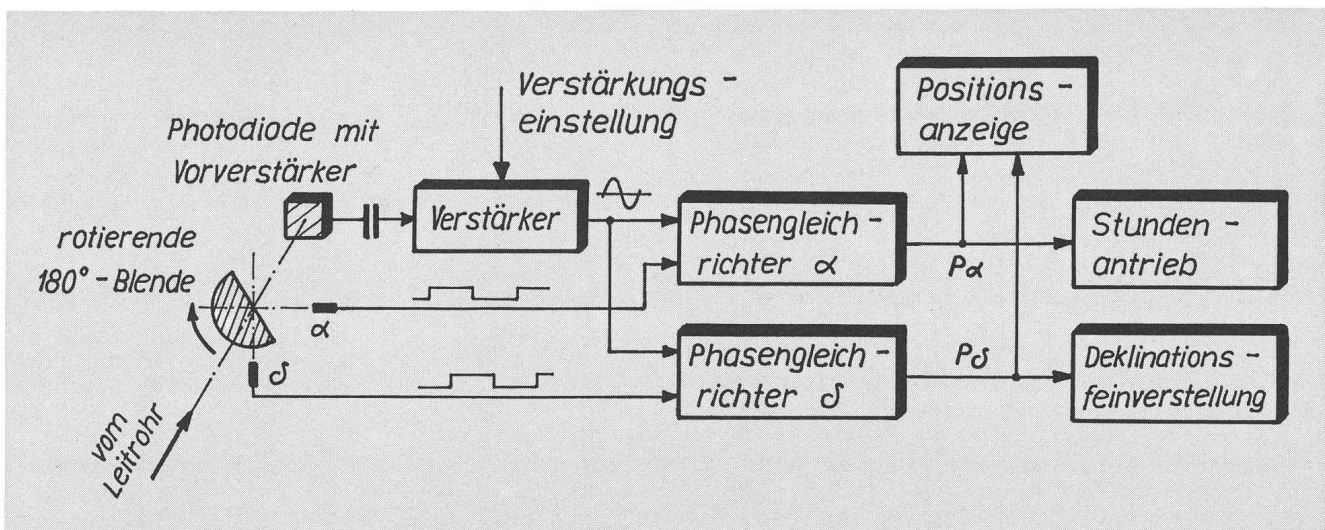 Photodiode mit
Vorverstärker
Verstärkungs-
einstellung
Positions-
anzeige
rotierende
180°-Blende
Verstärker
Phasengleich-
richter α
Pα
Stunden-
antrieb
α
δ
Phasengleich-
richter δ
Pδ
Deklinations-
feinverstellung
vom
Leitrohr